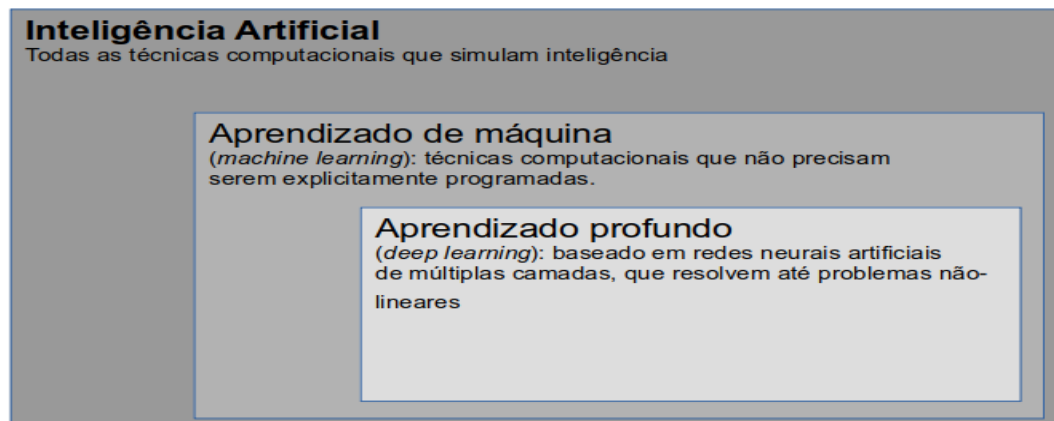 Inteligência Artificial
Todas as técnicas computacionais que simulam inteligência
Aprendizado de máquina
(machine learning): técnicas computacionais que não precisam
serem explicitamente programadas.
Aprendizado profundo
(deep learning): baseado em redes neurais artificiais
de múltiplas camadas, que resolvem até problemas não-
lineares